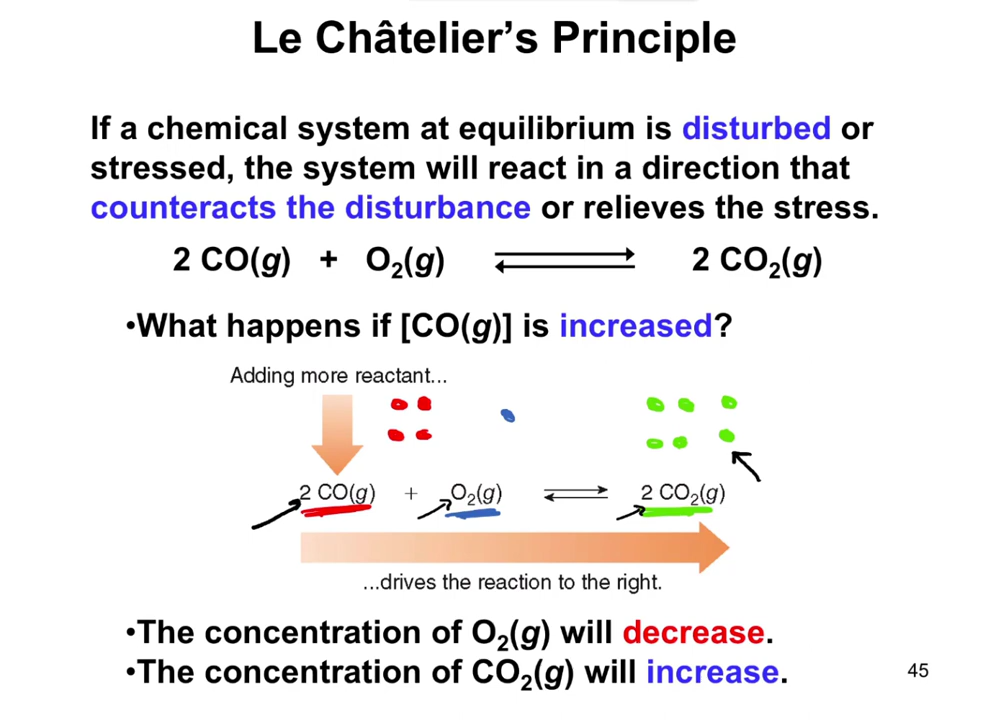 Le Châtelier's Principle
If a chemical system at equilibrium is disturbed or
stressed, the system will react in a direction that
counteracts the disturbance or relieves the stress.
2 CO(g) + O₂(g) ⇌ 2 CO₂(g)
•What happens if [CO(g)] is increased?
Adding more reactant...
2 CO(g) + O₂(g) ⇌ 2 CO₂(g)
...drives the reaction to the right.
•The concentration of O₂(g) will decrease.
•The concentration of CO₂(g) will increase.
45